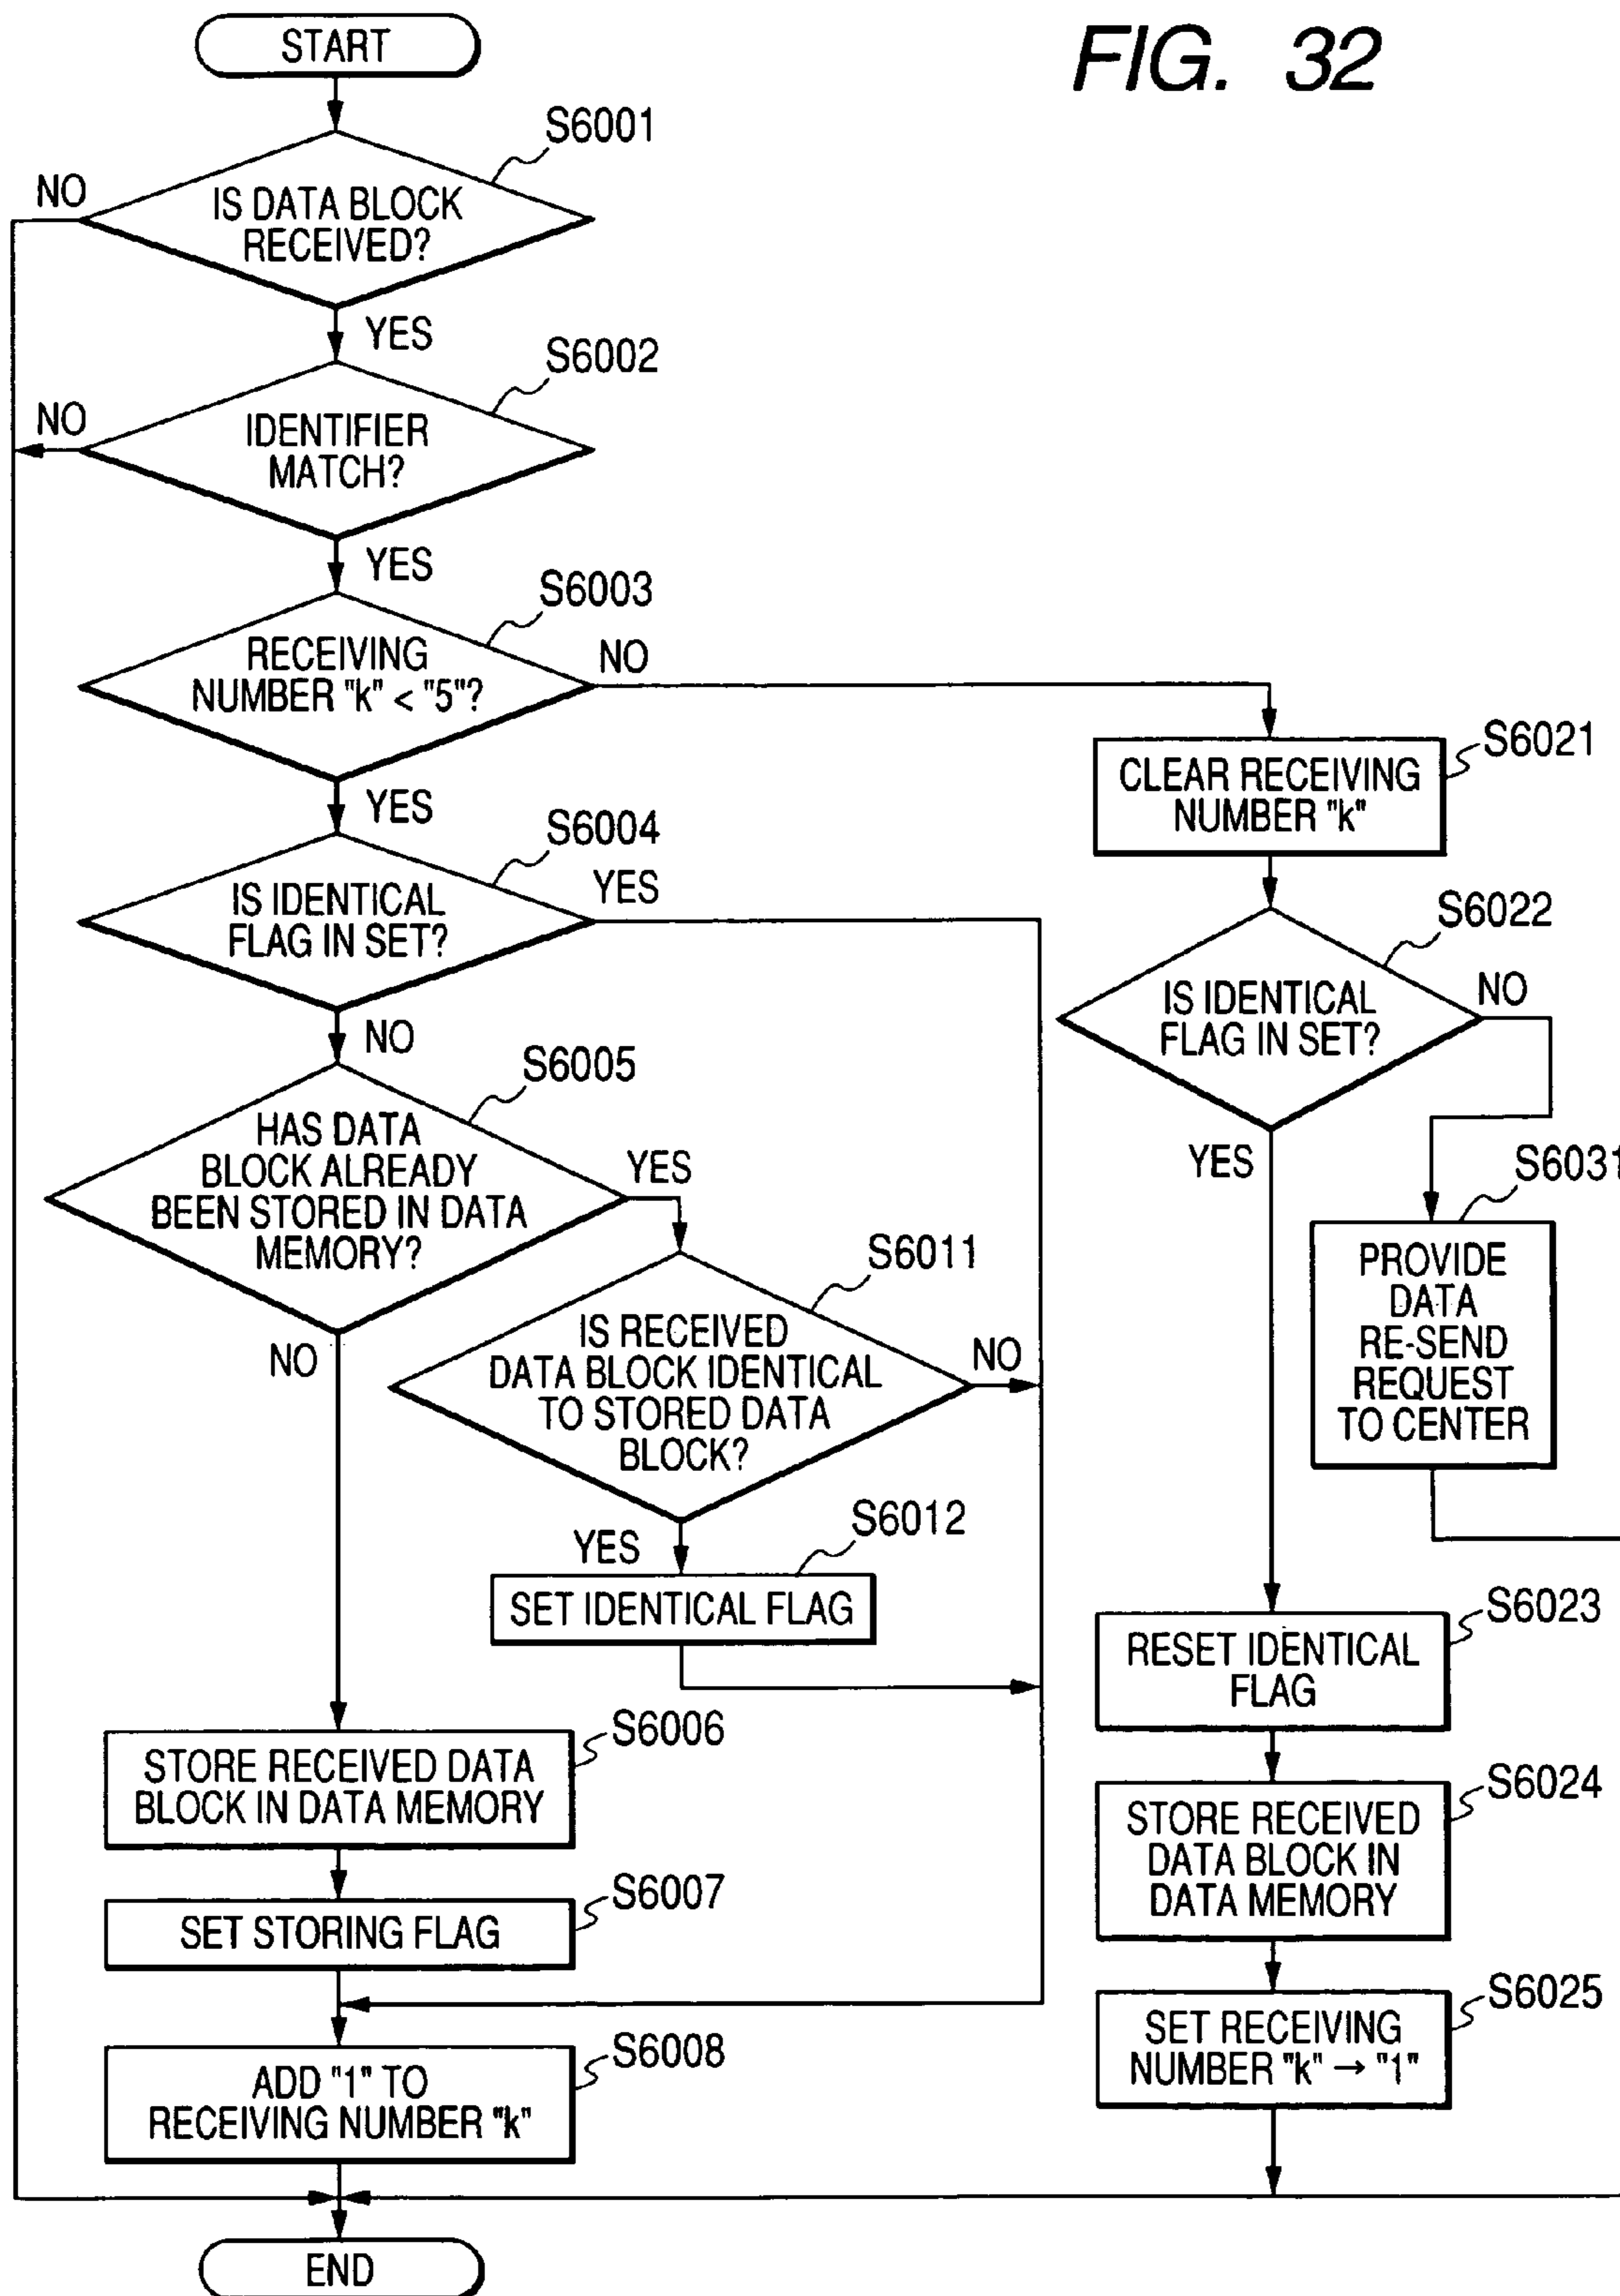 FIG. 32
START
S6001
NO
IS DATA BLOCK
RECEIVED?
YES
S6002
NO
IDENTIFIER
MATCH?
YES
S6003
RECEIVING
NUMBER "k" < "5"?
NO
YES
S6004
IS IDENTICAL
FLAG IN SET?
YES
NO
S6005
HAS DATA
BLOCK ALREADY
BEEN STORED IN DATA
MEMORY?
YES
NO
S6011
IS RECEIVED
DATA BLOCK IDENTICAL
TO STORED DATA
BLOCK?
NO
YES
S6012
SET IDENTICAL FLAG
S6006
STORE RECEIVED DATA
BLOCK IN DATA MEMORY
S6007
SET STORING FLAG
S6008
ADD "1" TO
RECEIVING NUMBER "k"
END
S6021
CLEAR RECEIVING
NUMBER "k"
S6022
IS IDENTICAL
FLAG IN SET?
NO
YES
S6031
PROVIDE
DATA
RE-SEND
REQUEST
TO CENTER
S6023
RESET IDENTICAL
FLAG
S6024
STORE RECEIVED
DATA BLOCK IN
DATA MEMORY
S6025
SET RECEIVING
NUMBER "k" → "1"